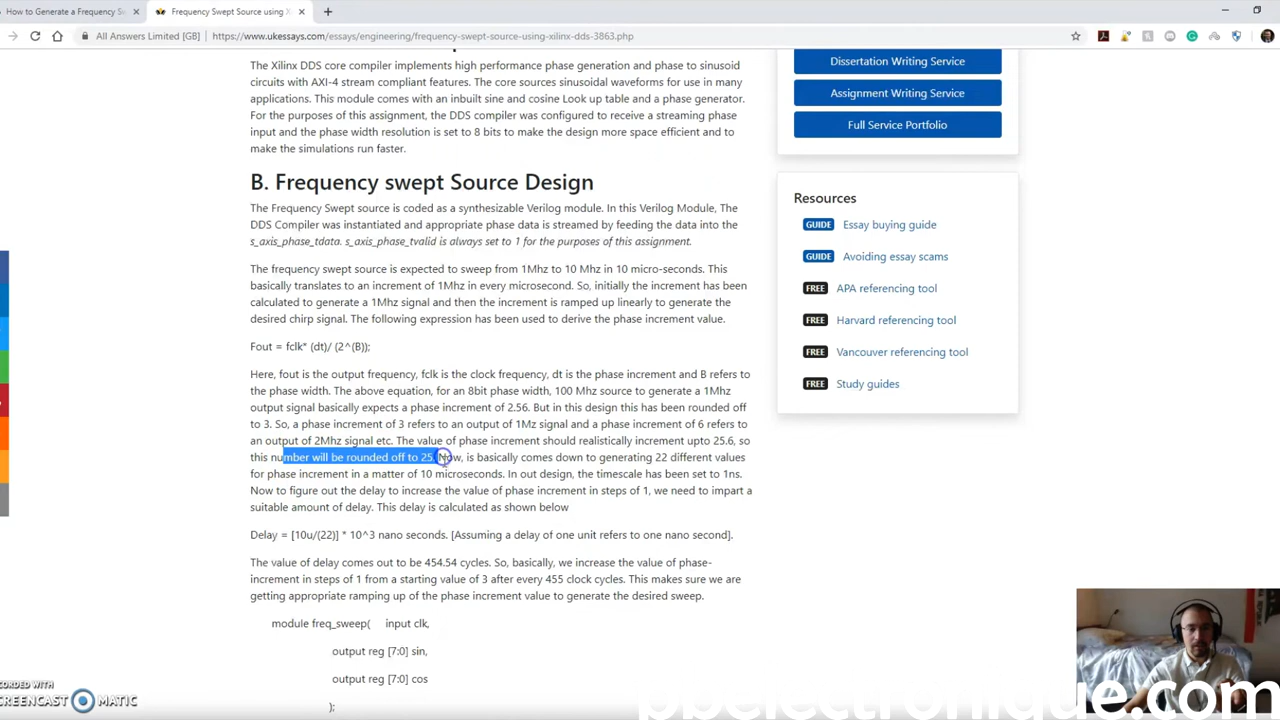 How to Generate a Frequency Sw
Frequency Swept Source using X
All Answers Limited [GB] https://www.ukessays.com/essays/engineering/frequency-swept-source-using-xilinx-dds-3863.php
The Xilinx DDS core compiler implements high performance phase generation and phase to sinusoid
circuits with AXI-4 stream compliant features. The core sources sinusoidal waveforms for use in many
applications. This module comes with an inbuilt sine and cosine Look up table and a phase generator.
For the purposes of this assignment, the DDS compiler was configured to receive a streaming phase
input and the phase width resolution is set to 8 bits to make the design more space efficient and to
make the simulations run faster.
B. Frequency swept Source Design
The Frequency Swept source is coded as a synthesizable Verilog module. In this Verilog Module, The
DDS Compiler was instantiated and appropriate phase data is streamed by feeding the data into the
s_axis_phase_tdata. s_axis_phase_tvalid is always set to 1 for the purposes of this assignment.
The frequency swept source is expected to sweep from 1Mhz to 10 Mhz in 10 micro-seconds. This
basically translates to an increment of 1Mhz in every microsecond. So, initially the increment has been
calculated to generate a 1Mhz signal and then the increment is ramped up linearly to generate the
desired chirp signal. The following expression has been used to derive the phase increment value.
Fout = fclk* (dt)/ (2^(B));
Here, fout is the output frequency, fclk is the clock frequency, dt is the phase increment and B refers to
the phase width. The above equation, for an 8bit phase width, 100 Mhz source to generate a 1Mhz
output signal basically expects a phase increment of 2.56. But in this design this has been rounded off
to 3. So, a phase increment of 3 refers to an output of 1Mz signal and a phase increment of 6 refers to
an output of 2Mhz signal etc. The value of phase increment should realistically increment upto 25.6, so
this number will be rounded off to 25. Now, is basically comes down to generating 22 different values
for phase increment in a matter of 10 microseconds. In out design, the timescale has been set to 1ns.
Now to figure out the delay to increase the value of phase increment in steps of 1, we need to impart a
suitable amount of delay. This delay is calculated as shown below
Delay = [10u/(22)] * 10^3 nano seconds. [Assuming a delay of one unit refers to one nano second].
The value of delay comes out to be 454.54 cycles. So, basically, we increase the value of phase-
increment in steps of 1 from a starting value of 3 after every 455 clock cycles. This makes sure we are
getting appropriate ramping up of the phase increment value to generate the desired sweep.
module freq_sweep( input clk,
output reg [7:0] sin,
output reg [7:0] cos
);
Dissertation Writing Service
Assignment Writing Service
Full Service Portfolio
Resources
GUIDE Essay buying guide
GUIDE Avoiding essay scams
FREE APA referencing tool
FREE Harvard referencing tool
FREE Vancouver referencing tool
FREE Study guides
CORDED WITH
CREENCAST MATIC
pbelectronique.com